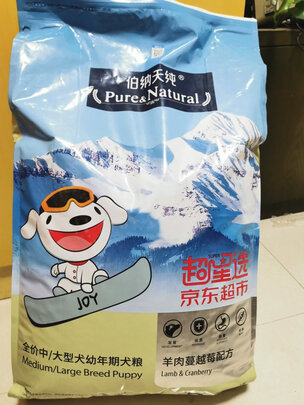 伯纳天纯®
Pure&Natural
超星选
SUPER
京东超市
JOY
全价中/大型犬幼年期犬粮
Medium/Large Breed Puppy
羊肉蔓越莓配方
Lamb & Cranberry